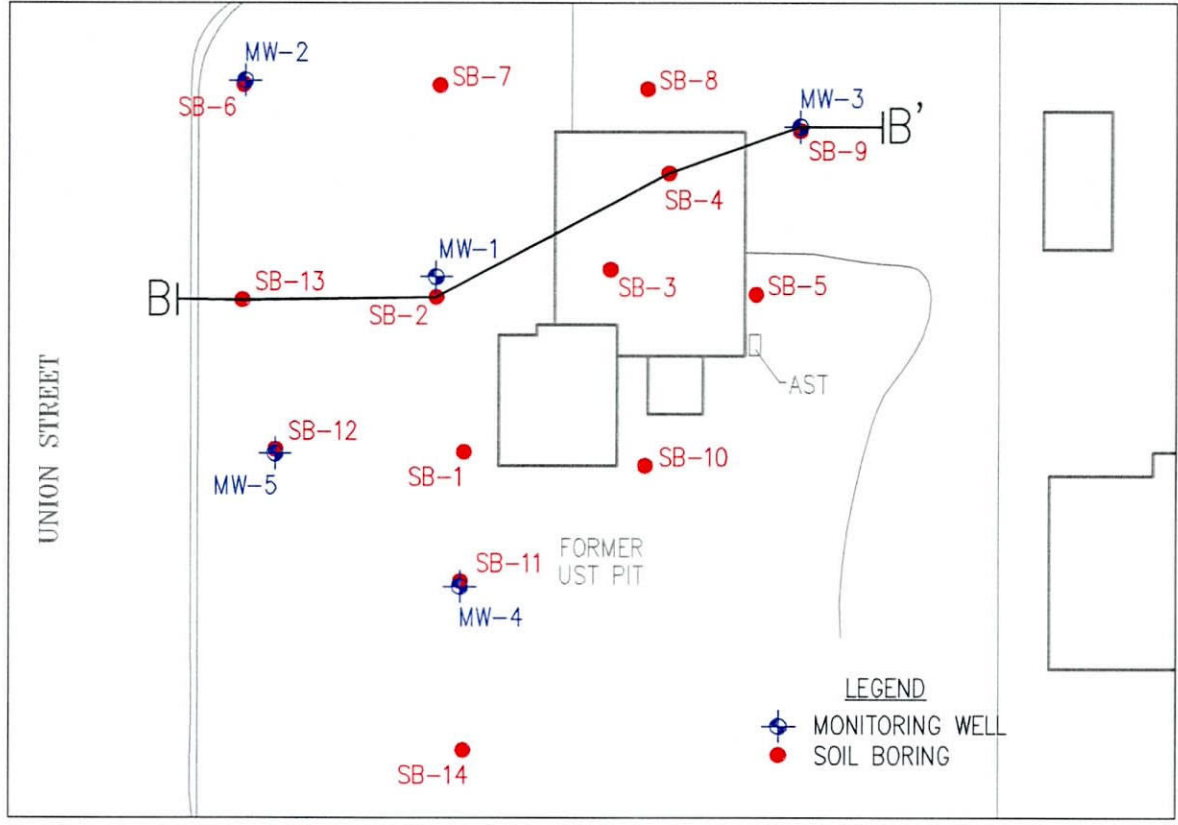 MW-2
SB-7
SB-8
SB-6
MW-3
B'
SB-9
SB-4
MW-1
SB-13
SB-3
SB-5
B
SB-2
AST
UNION STREET
SB-12
SB-1
SB-10
MW-5
FORMER
UST PIT
SB-11
MW-4
LEGEND
MONITORING WELL
SOIL BORING
SB-14